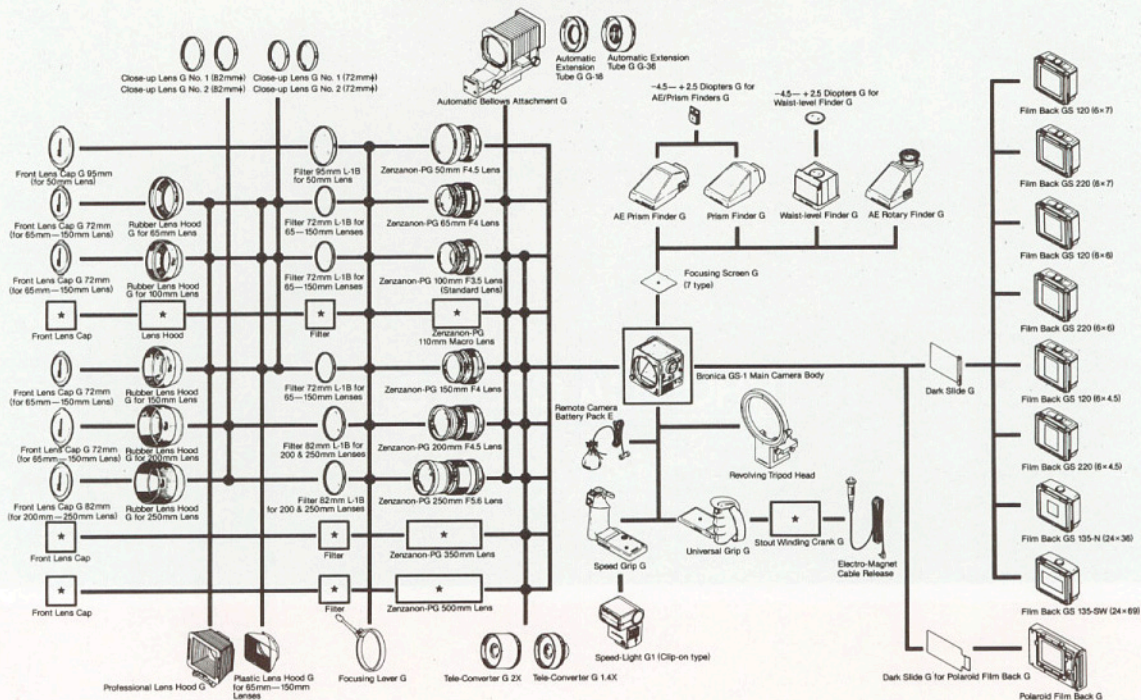 Close-up Lens G No. 1 (82mmϕ)
Close-up Lens G No. 2 (82mmϕ)
Close-up Lens G No. 1 (72mmϕ)
Close-up Lens G No. 2 (72mmϕ)
Automatic Bellows Attachment G
Automatic
Extension
Tube G G-18
Automatic Extension
Tube G G-36
-4.5— + 2.5 Diopters G for
AE/Prism Finders G
-4.5— + 2.5 Diopters G for
Waist-level Finder G
Film Back GS 120 (6×7)
Front Lens Cap G 95mm
(for 50mm Lens)
Filter 95mm L-1B
for 50mm Lens
Zenzanon-PG 50mm F4.5 Lens
Film Back GS 220 (6×7)
Front Lens Cap G 72mm
(for 65mm—150mm Lens)
Rubber Lens Hood
G for 65mm Lens
Filter 72mm L-1B for
65—150mm Lenses
Zenzanon-PG 65mm F4 Lens
AE Prism Finder G
Prism Finder G
Waist-level Finder G
AE Rotary Finder G
Film Back GS 120 (6×6)
Front Lens Cap G 72mm
(for 65mm—150mm Lens)
Rubber Lens Hood
G for 100mm Lens
Filter 72mm L-1B for
65—150mm Lenses
Zenzanon-PG 100mm F3.5 Lens
(Standard Lens)
Focusing Screen G
(7 type)
Film Back GS 220 (6×6)
★
Front Lens Cap
★
Lens Hood
★
Filter
★
Zenzanon-PG
110mm Macro Lens
Front Lens Cap G 72mm
(for 65mm—150mm Lens)
Rubber Lens Hood
G for 150mm Lens
Filter 72mm L-1B for
65—150mm Lenses
Zenzanon-PG 150mm F4 Lens
Bronica GS-1 Main Camera Body
Dark Slide G
Film Back GS 120 (6×4.5)
Front Lens Cap G 72mm
(for 65mm—150mm Lens)
Rubber Lens Hood
G for 200mm Lens
Filter 82mm L-1B for
200 & 250mm Lenses
Zenzanon-PG 200mm F4.5 Lens
Remote Camera
Battery Pack E
Revolving Tripod Head
Film Back GS 220 (6×4.5)
Front Lens Cap G 82mm
(for 200mm—250mm Lens)
Rubber Lens Hood
G for 250mm Lens
Filter 82mm L-1B
for 200 & 250mm Lenses
Zenzanon-PG 250mm F5.6 Lens
Film Back GS 135-N (24×36)
★
Front Lens Cap
★
Filter
★
Zenzanon-PG 350mm Lens
Speed Grip G
Universal Grip G
★
Stout Winding Crank G
Electro-Magnet
Cable Release
★
Front Lens Cap
★
Filter
★
Zenzanon-PG 500mm Lens
Film Back GS 135-SW (24×69)
Professional Lens Hood G
Plastic Lens Hood G
for 65mm—150mm
Lenses
Focusing Lever G
Tele-Converter G 2X
Tele-Converter G 1.4X
Speed-Light G1 (Clip-on type)
Dark Slide G for Polaroid Film Back G
Polaroid Film Back G